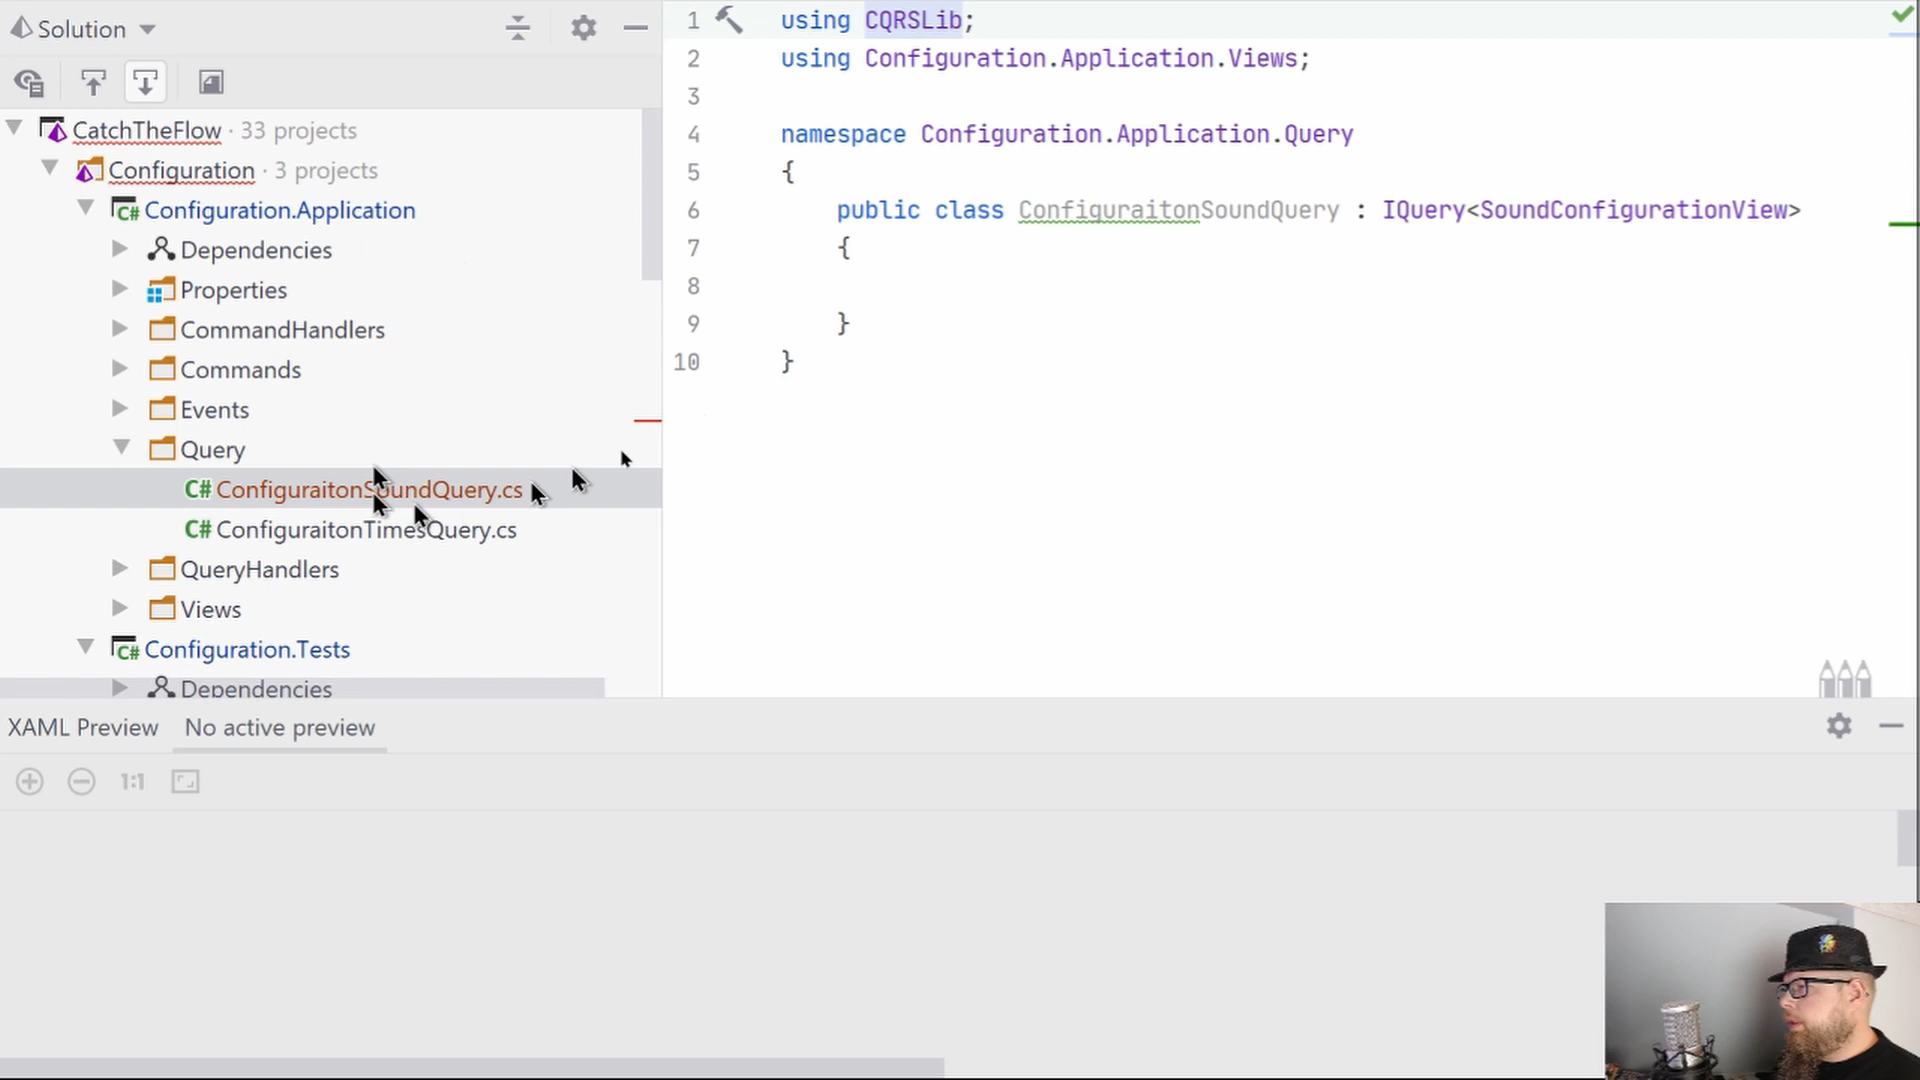 Solution
CatchTheFlow · 33 projects
Configuration · 3 projects
C# Configuration.Application
Dependencies
Properties
CommandHandlers
Commands
Events
Query
C# ConfiguraitonSoundQuery.cs
C# ConfiguraitonTimesQuery.cs
QueryHandlers
Views
C# Configuration.Tests
Dependencies
1 using CQRSLib;
2 using Configuration.Application.Views;
3
4 namespace Configuration.Application.Query
5 {
6 public class ConfiguraitonSoundQuery : IQuery<SoundConfigurationView>
7 {
8
9 }
10 }
XAML Preview No active preview
1:1